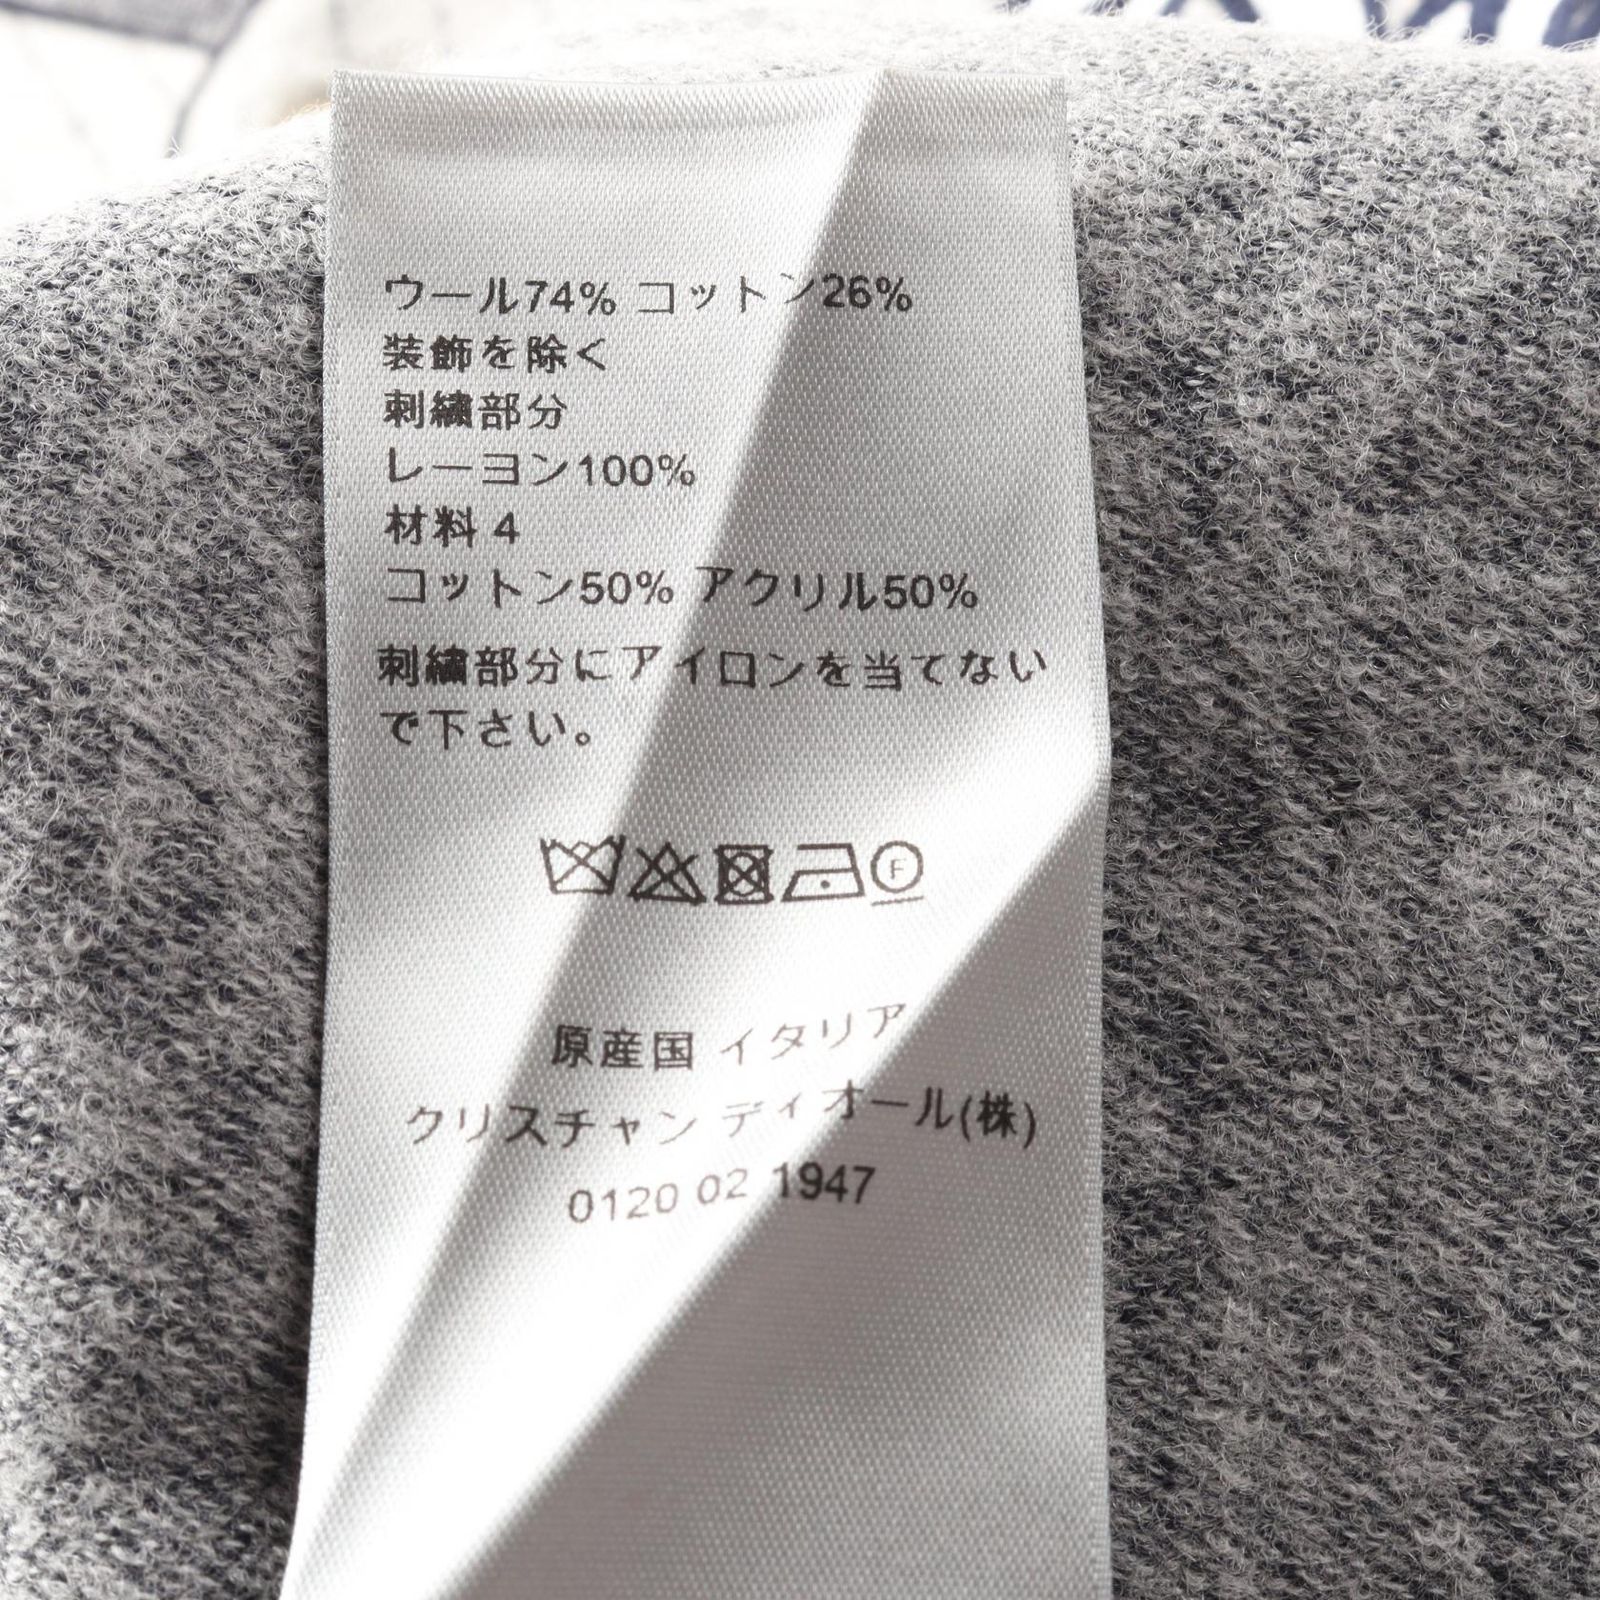 ウール74% コットン26%
装飾を除く
刺繍部分
レーヨン100%
材料 4
コットン50% アクリル50%
刺繍部分にアイロンを当てない
で下さい。
F
原産国 イタリア
クリスチャン ディオール(株)
0120 02 1947